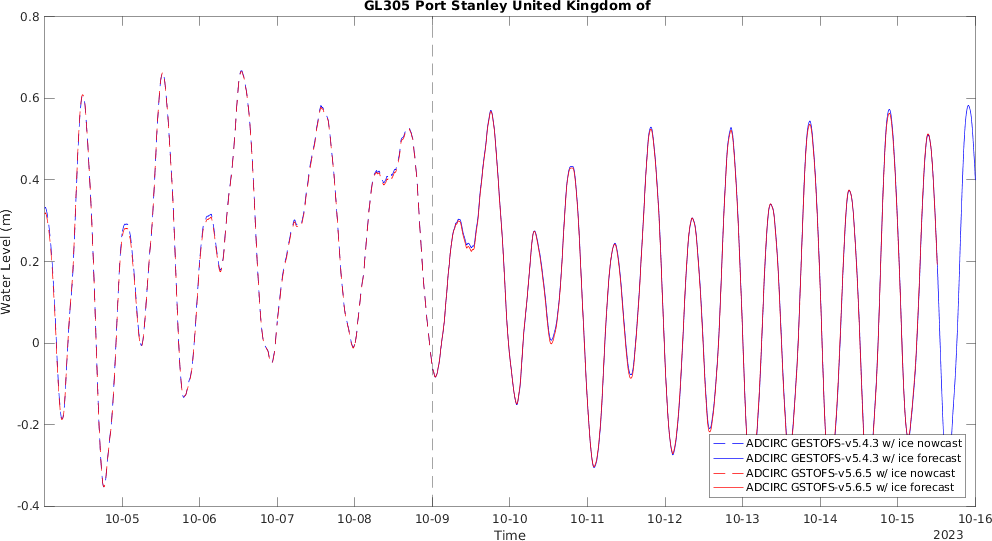 GL305 Port Stanley United Kingdom of
0.8
0.6
0.4
0.2
0
-0.2
-0.4
Water Level (m)
10-05 10-06 10-07 10-08 10-09 10-10 10-11 10-12 10-13 10-14 10-15 10-16
Time
2023
ADCIRC GESTOFS-v5.4.3 w/ ice nowcast
ADCIRC GESTOFS-v5.4.3 w/ ice forecast
ADCIRC GSTOFS-v5.6.5 w/ ice nowcast
ADCIRC GSTOFS-v5.6.5 w/ ice forecast